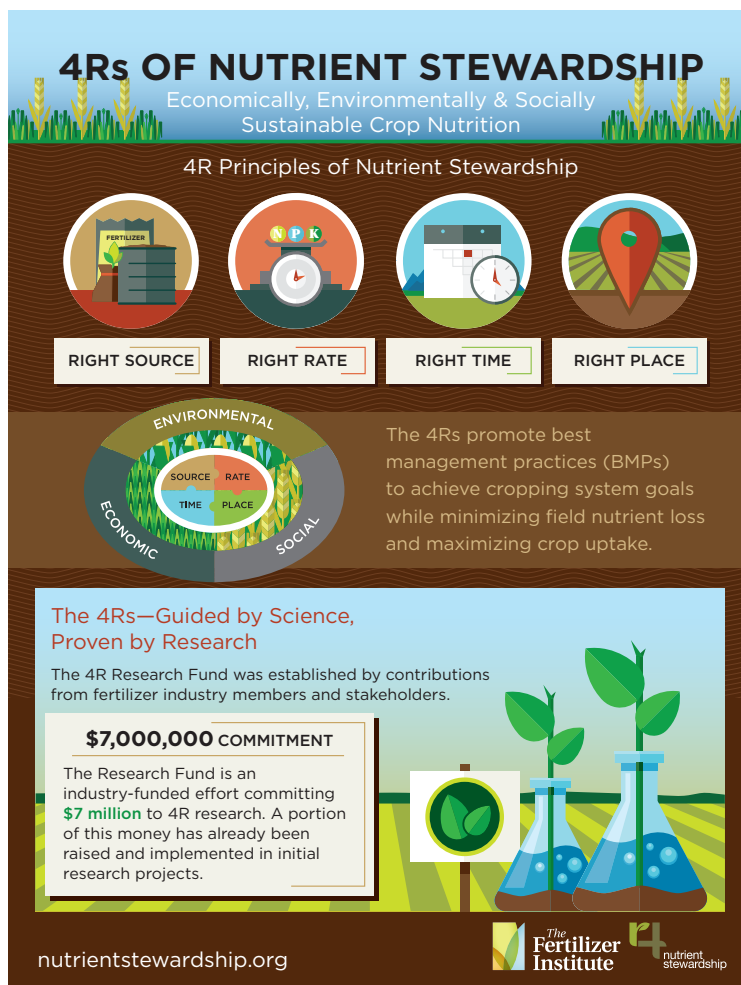 4Rs OF NUTRIENT STEWARDSHIP
Economically, Environmentally & Socially
Sustainable Crop Nutrition
4R Principles of Nutrient Stewardship
FERTILIZER
N P K
RIGHT SOURCE
RIGHT RATE
RIGHT TIME
RIGHT PLACE
ENVIRONMENTAL
SOURCE
RATE
TIME
PLACE
ECONOMIC
SOCIAL
The 4Rs promote best
management practices (BMPs)
to achieve cropping system goals
while minimizing field nutrient loss
and maximizing crop uptake.
The 4Rs—Guided by Science,
Proven by Research
The 4R Research Fund was established by contributions
from fertilizer industry members and stakeholders.
$7,000,000 COMMITMENT
The Research Fund is an
industry-funded effort committing
$7 million to 4R research. A portion
of this money has already been
raised and implemented in initial
research projects.
nutrientstewardship.org
The
Fertilizer
Institute
r4
nutrient
stewardship